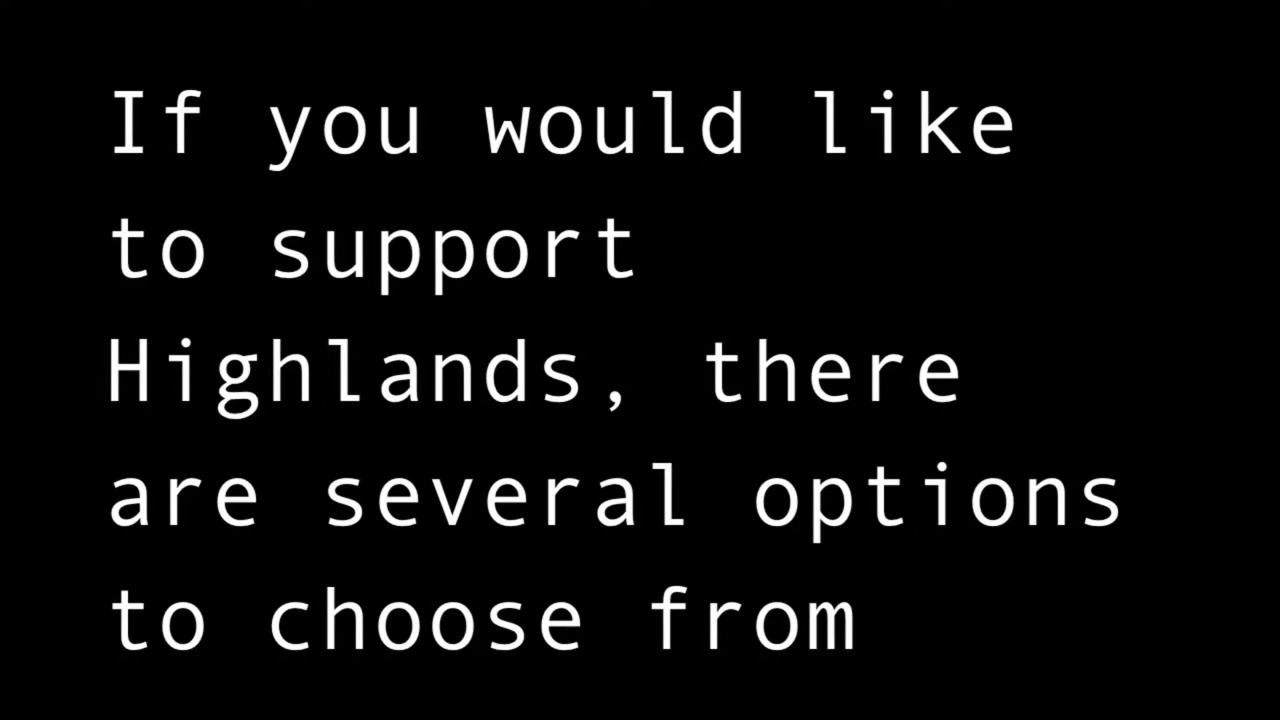 If you would like
to support
Highlands, there
are several options
to choose from